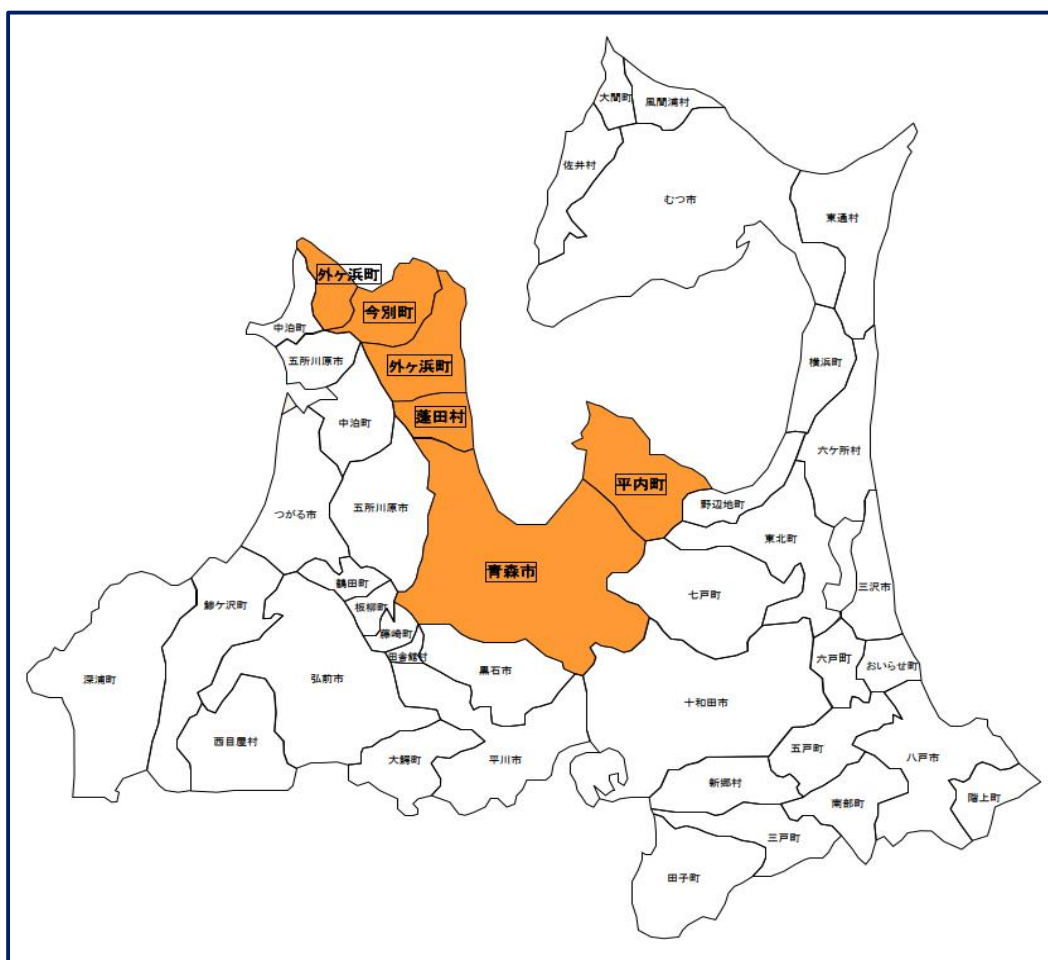 大間町
風間浦村
佐井村
むつ市
東通村
外ヶ浜町
今別町
中泊町
五所川原市
外ヶ浜町
横浜町
蓬田村
中泊町
六ケ所村
平内町
野辺地町
つがる市
五所川原市
東北町
青森市
鶴田町
三沢市
七戸町
鰺ヶ沢町
板柳町
藤崎町
田舎館村
黒石市
六戸町
おいらせ町
深浦町
弘前市
十和田市
西目屋村
大鰐町
平川市
五戸町
八戸市
新郷村
南部町
階上町
三戸町
田子町